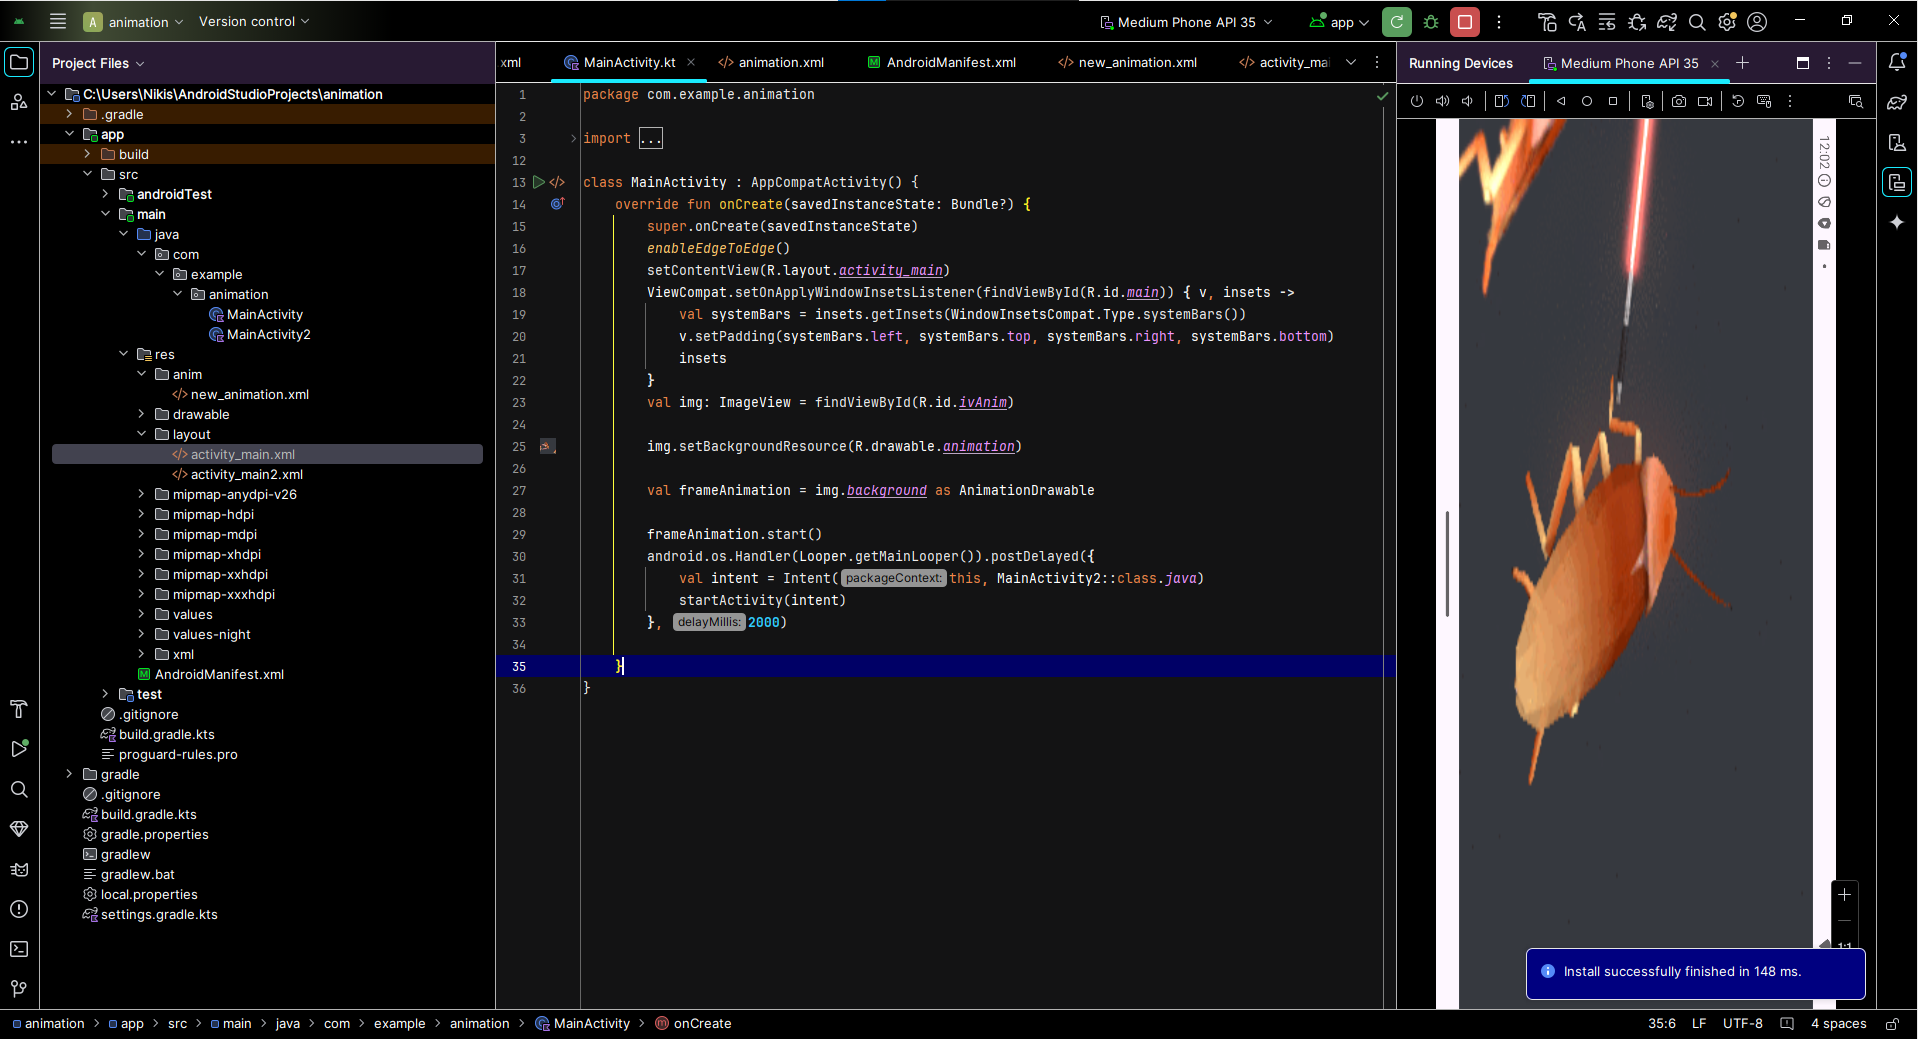 A animation Version control Medium Phone API 35 app
Project Files xml MainActivity.kt animation.xml AndroidManifest.xml new_animation.xml activity_mai Running Devices Medium Phone API 35
C:\Users\Nikis\AndroidStudioProjects\animation
.gradle
app
build
src
androidTest
main
java
com
example
animation
MainActivity
MainActivity2
res
anim
new_animation.xml
drawable
layout
activity_main.xml
activity_main2.xml
mipmap-anydpi-v26
mipmap-hdpi
mipmap-mdpi
mipmap-xhdpi
mipmap-xxhdpi
mipmap-xxxhdpi
values
values-night
xml
AndroidManifest.xml
test
.gitignore
build.gradle.kts
proguard-rules.pro
gradle
.gitignore
build.gradle.kts
gradle.properties
gradlew
gradlew.bat
local.properties
settings.gradle.kts
1 package com.example.animation
2
3 import ...
12
13 class MainActivity : AppCompatActivity() {
14 override fun onCreate(savedInstanceState: Bundle?) {
15 super.onCreate(savedInstanceState)
16 enableEdgeToEdge()
17 setContentView(R.layout.activity_main)
18 ViewCompat.setOnApplyWindowInsetsListener(findViewById(R.id.main)) { v, insets ->
19 val systemBars = insets.getInsets(WindowInsetsCompat.Type.systemBars())
20 v.setPadding(systemBars.left, systemBars.top, systemBars.right, systemBars.bottom)
21 insets
22 }
23 val img: ImageView = findViewById(R.id.ivAnim)
24
25 img.setBackgroundResource(R.drawable.animation)
26
27 val frameAnimation = img.background as AnimationDrawable
28
29 frameAnimation.start()
30 android.os.Handler(Looper.getMainLooper()).postDelayed({
31 val intent = Intent( packageContext: this, MainActivity2::class.java)
32 startActivity(intent)
33 }, delayMillis: 2000)
34
35 }
36 }
12:02
1:1
Install successfully finished in 148 ms.
animation > app > src > main > java > com > example > animation > MainActivity > onCreate 35:6 LF UTF-8 4 spaces